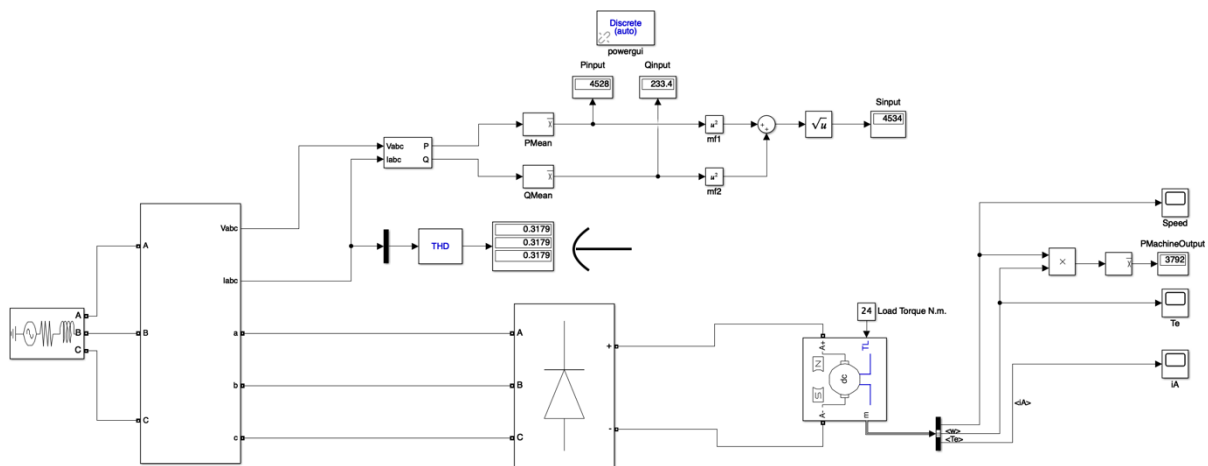 Discrete
(auto)
powergui
Pinput
Qinput
4528
233.4
Sinput
4534
u²
√u
mf1
PMean
Vabc
P
Iabc
Q
u²
mf2
QMean
Vabc
Iabc
THD
0.3179
0.3179
0.3179
Speed
PMachineOutput
×
3792
Te
iA
<iA>
<w>
<Te>
24
Load Torque N.m.
A+
TL
N
dc
S
A-
m
A
B
C
A
B
C
a
b
c
A
B
C
+
-